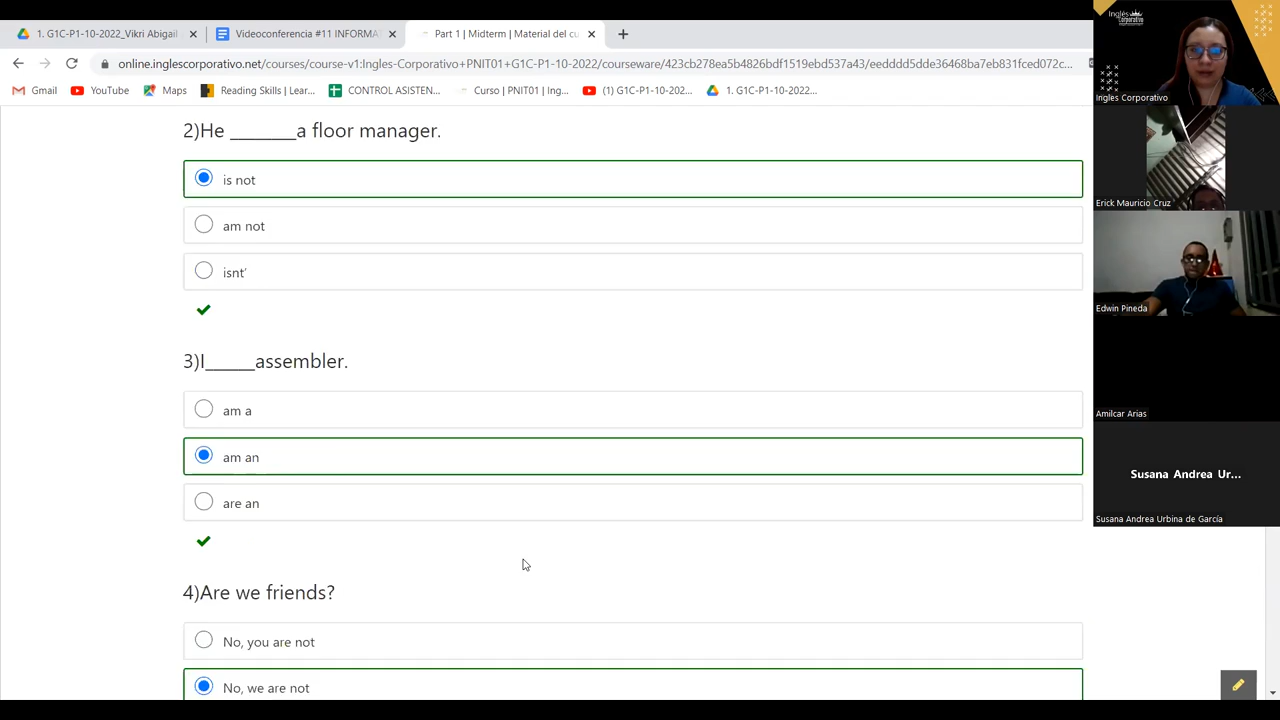 1. G1C-P1-10-2022_Vikri Abigail
Videoconferencia #11 INFORMA
Part 1 | Midterm | Material del cu
online.inglescorporativo.net/courses/course-v1:Ingles-Corporativo+PNIT01+G1C-P1-10-2022/courseware/423cb278ea5b4826bdf1519ebd537a43/eedddd5dde36468ba7eb831fced072c...
Gmail
YouTube
Maps
Reading Skills | Lear...
CONTROL ASISTEN...
Curso | PNIT01 | Ing...
(1) G1C-P1-10-202...
1. G1C-P1-10-2022...
2)He ________a floor manager.
is not
am not
isnt’
3)I______assembler.
am a
am an
are an
4)Are we friends?
No, you are not
No, we are not
Inglés
Corporativo
Ingles Corporativo
Erick Mauricio Cruz
Edwin Pineda
Amilcar Arias
Susana Andrea Ur...
Susana Andrea Urbina de García